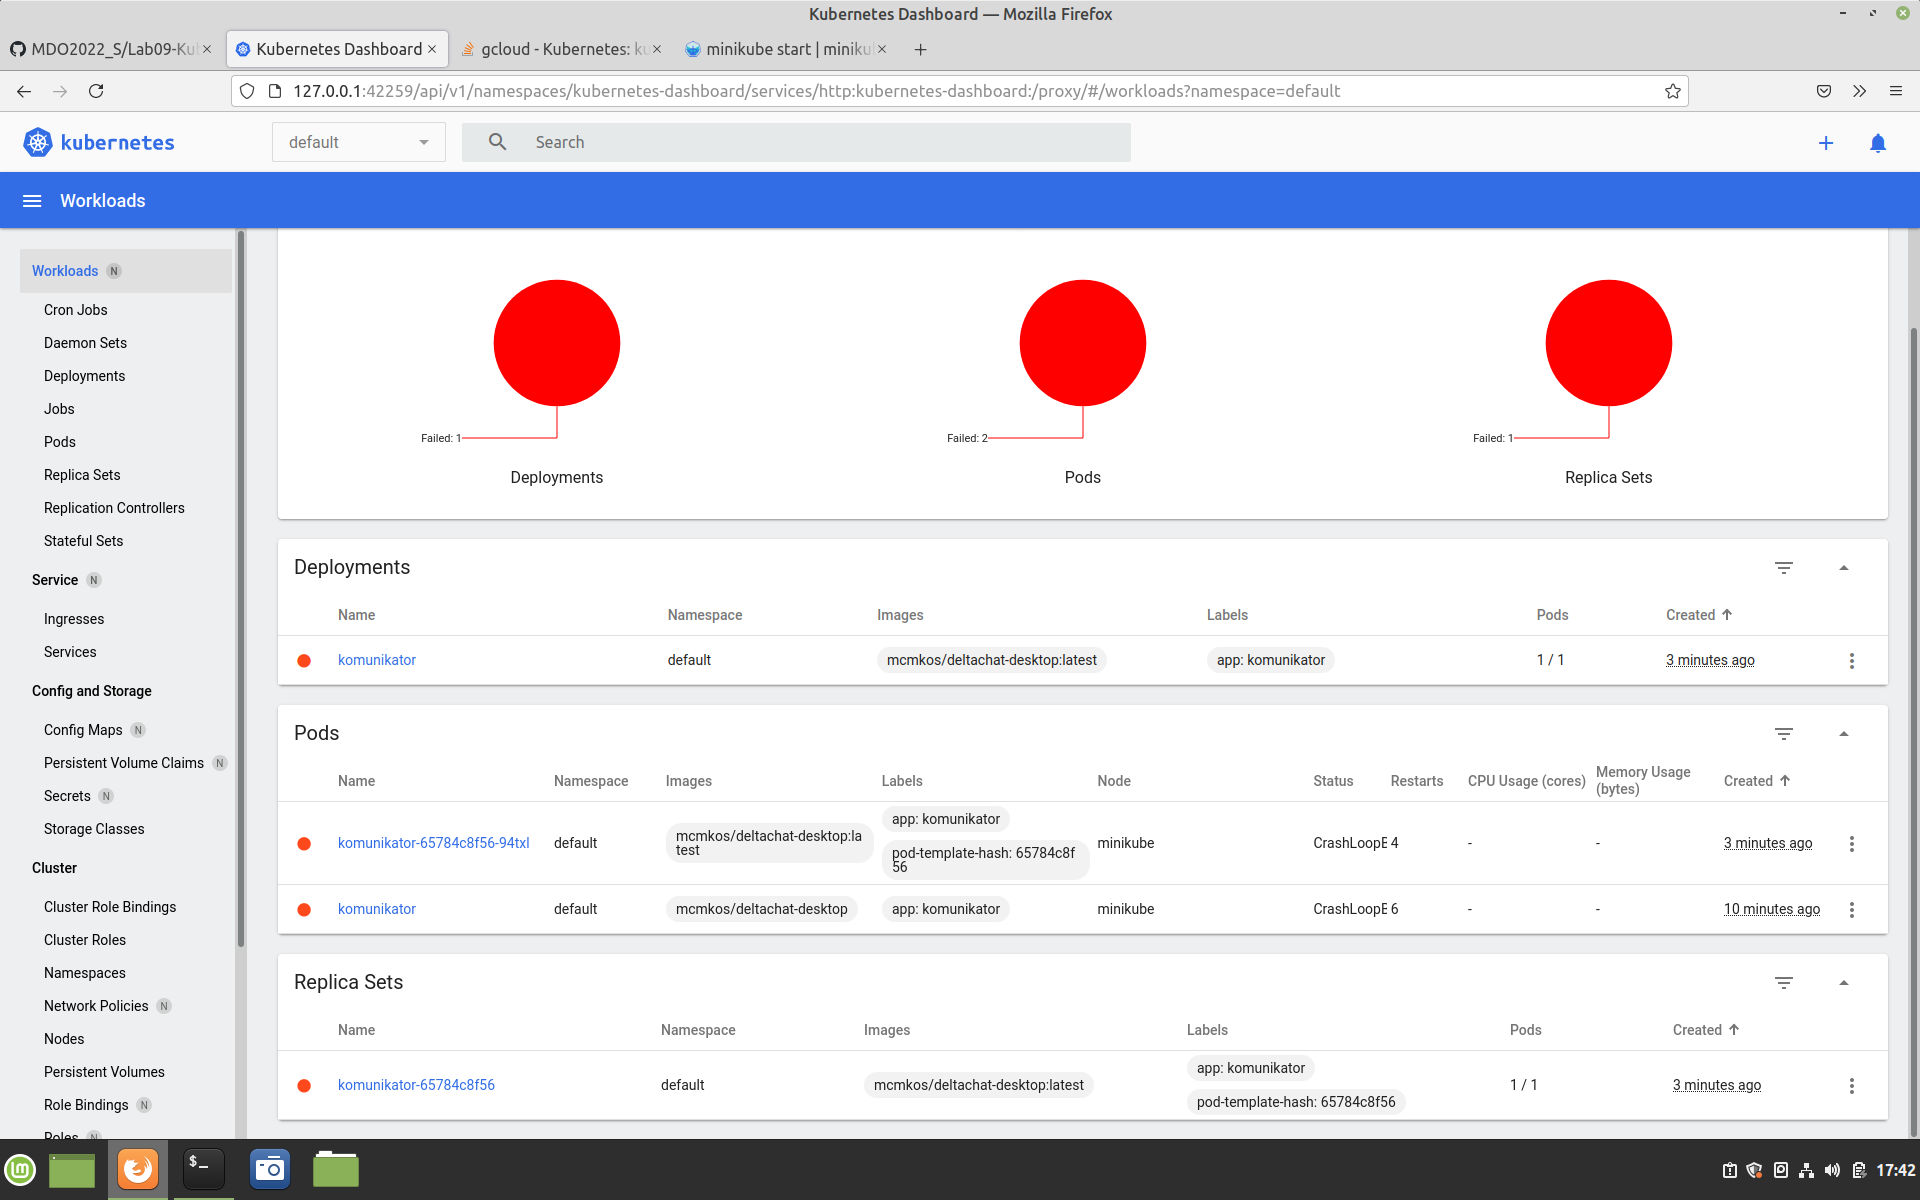 Kubernetes Dashboard — Mozilla Firefox
MDO2022_S/Lab09-Ku
Kubernetes Dashboard
gcloud - Kubernetes: ku
minikube start | miniku
127.0.0.1:42259/api/v1/namespaces/kubernetes-dashboard/services/http:kubernetes-dashboard:/proxy/#/workloads?namespace=default
kubernetes
default
Search
Workloads
Workloads N
Cron Jobs
Daemon Sets
Deployments
Jobs
Pods
Replica Sets
Replication Controllers
Stateful Sets
Service N
Ingresses
Services
Config and Storage
Config Maps N
Persistent Volume Claims N
Secrets N
Storage Classes
Cluster
Cluster Role Bindings
Cluster Roles
Namespaces
Network Policies N
Nodes
Persistent Volumes
Role Bindings N
Roles N
Failed: 1
Deployments
Failed: 2
Pods
Failed: 1
Replica Sets
Deployments
Name Namespace Images Labels Pods Created
komunikator default mcmkos/deltachat-desktop:latest app: komunikator 1 / 1 3 minutes ago
Pods
Name Namespace Images Labels Node Status Restarts CPU Usage (cores) Memory Usage (bytes) Created
komunikator-65784c8f56-94txl default mcmkos/deltachat-desktop:la
test
app: komunikator
pod-template-hash: 65784c8f
56
minikube CrashLoopE 4 - - 3 minutes ago
komunikator default mcmkos/deltachat-desktop app: komunikator minikube CrashLoopE 6 - - 10 minutes ago
Replica Sets
Name Namespace Images Labels Pods Created
komunikator-65784c8f56 default mcmkos/deltachat-desktop:latest
app: komunikator
pod-template-hash: 65784c8f56
1 / 1 3 minutes ago
17:42